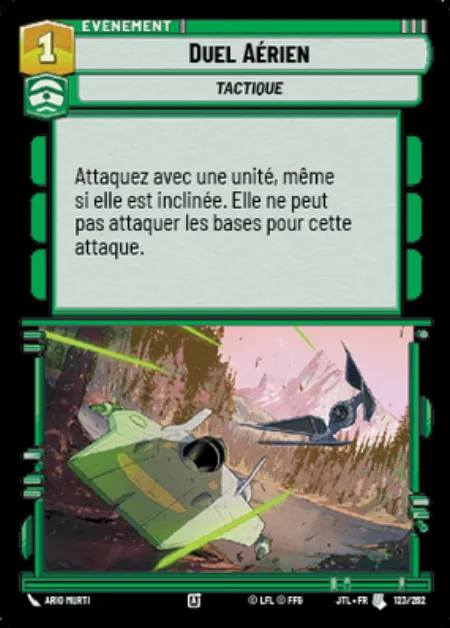 ÉVÉNEMENT
1
DUEL AÉRIEN
TACTIQUE
Attaquez avec une unité, même
si elle est inclinée. Elle ne peut
pas attaquer les bases pour cette
attaque.
ARIO MURTI
A
© LFL © FFG
JTL • FR
123/262